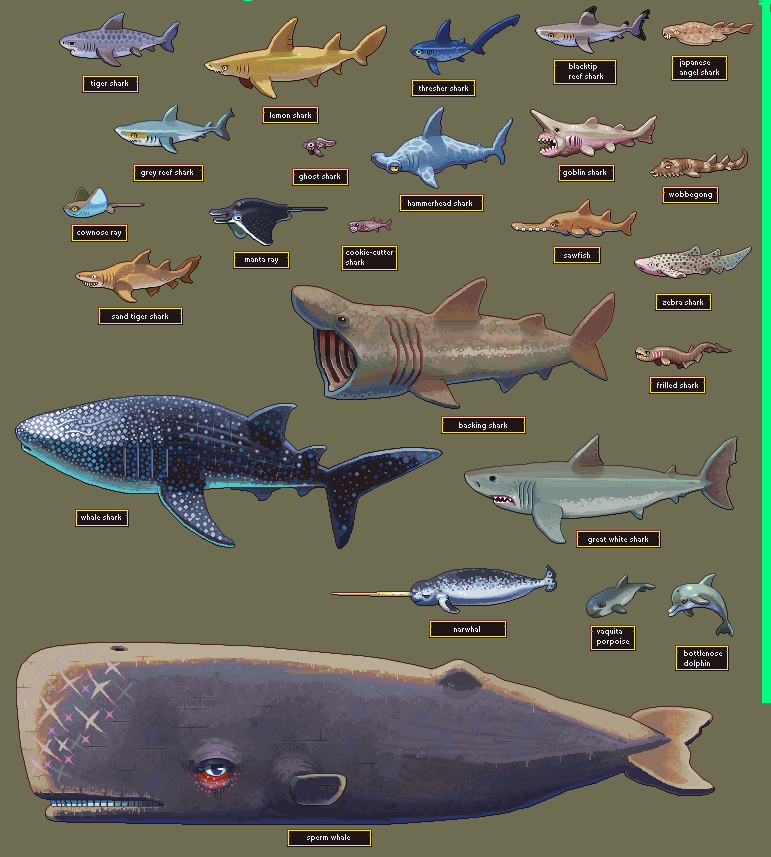 tiger shark
lemon shark
thresher shark
blacktip
reef shark
japanese
angel shark
grey reef shark
ghost shark
hammerhead shark
goblin shark
wobbegong
cownose ray
manta ray
cookie-cutter
shark
sawfish
zebra shark
sand tiger shark
basking shark
frilled shark
whale shark
great white shark
narwhal
vaquita
porpoise
bottlenose
dolphin
sperm whale